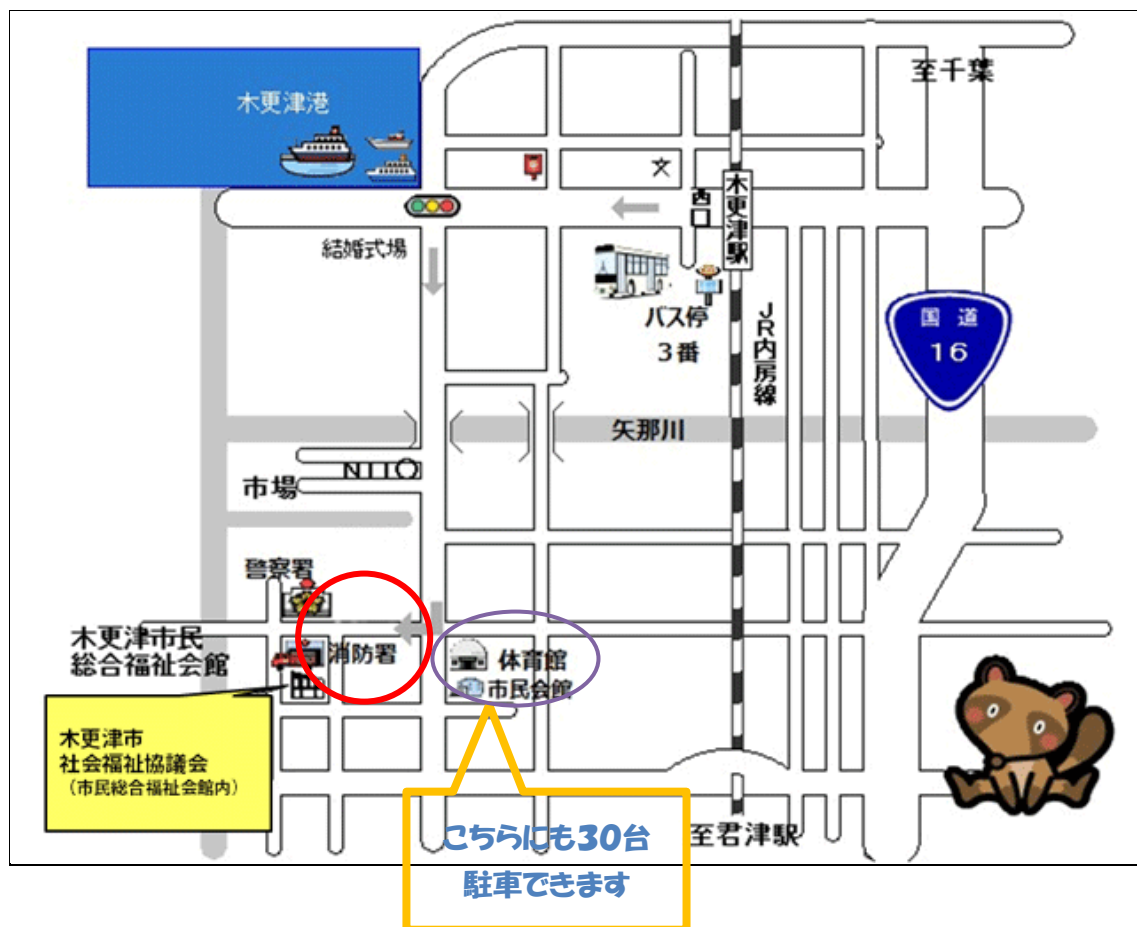 至千葉
木更津港
文
西口
木更津駅
結婚式場
バス停
3番
JR内房線
国道
16
矢那川
NTT
市場
警察署
木更津市民
総合福祉会館
消防署
体育館
市民会館
木更津市
社会福祉協議会
(市民総合福祉会館内)
至君津駅
こちらにも30台
駐車できます